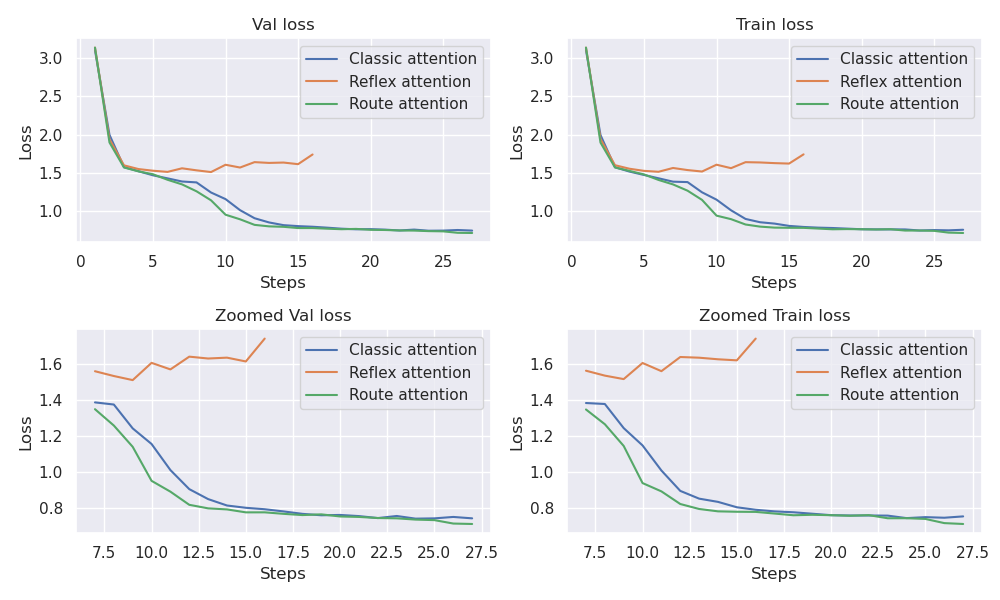 Val loss
Loss
3.0
2.5
2.0
1.5
1.0
Classic attention
Reflex attention
Route attention
0 5 10 15 20 25
Steps
Train loss
Loss
3.0
2.5
2.0
1.5
1.0
Classic attention
Reflex attention
Route attention
0 5 10 15 20 25
Steps
Zoomed Val loss
Loss
1.6
1.4
1.2
1.0
0.8
Classic attention
Reflex attention
Route attention
7.5 10.0 12.5 15.0 17.5 20.0 22.5 25.0 27.5
Steps
Zoomed Train loss
Loss
1.6
1.4
1.2
1.0
0.8
Classic attention
Reflex attention
Route attention
7.5 10.0 12.5 15.0 17.5 20.0 22.5 25.0 27.5
Steps